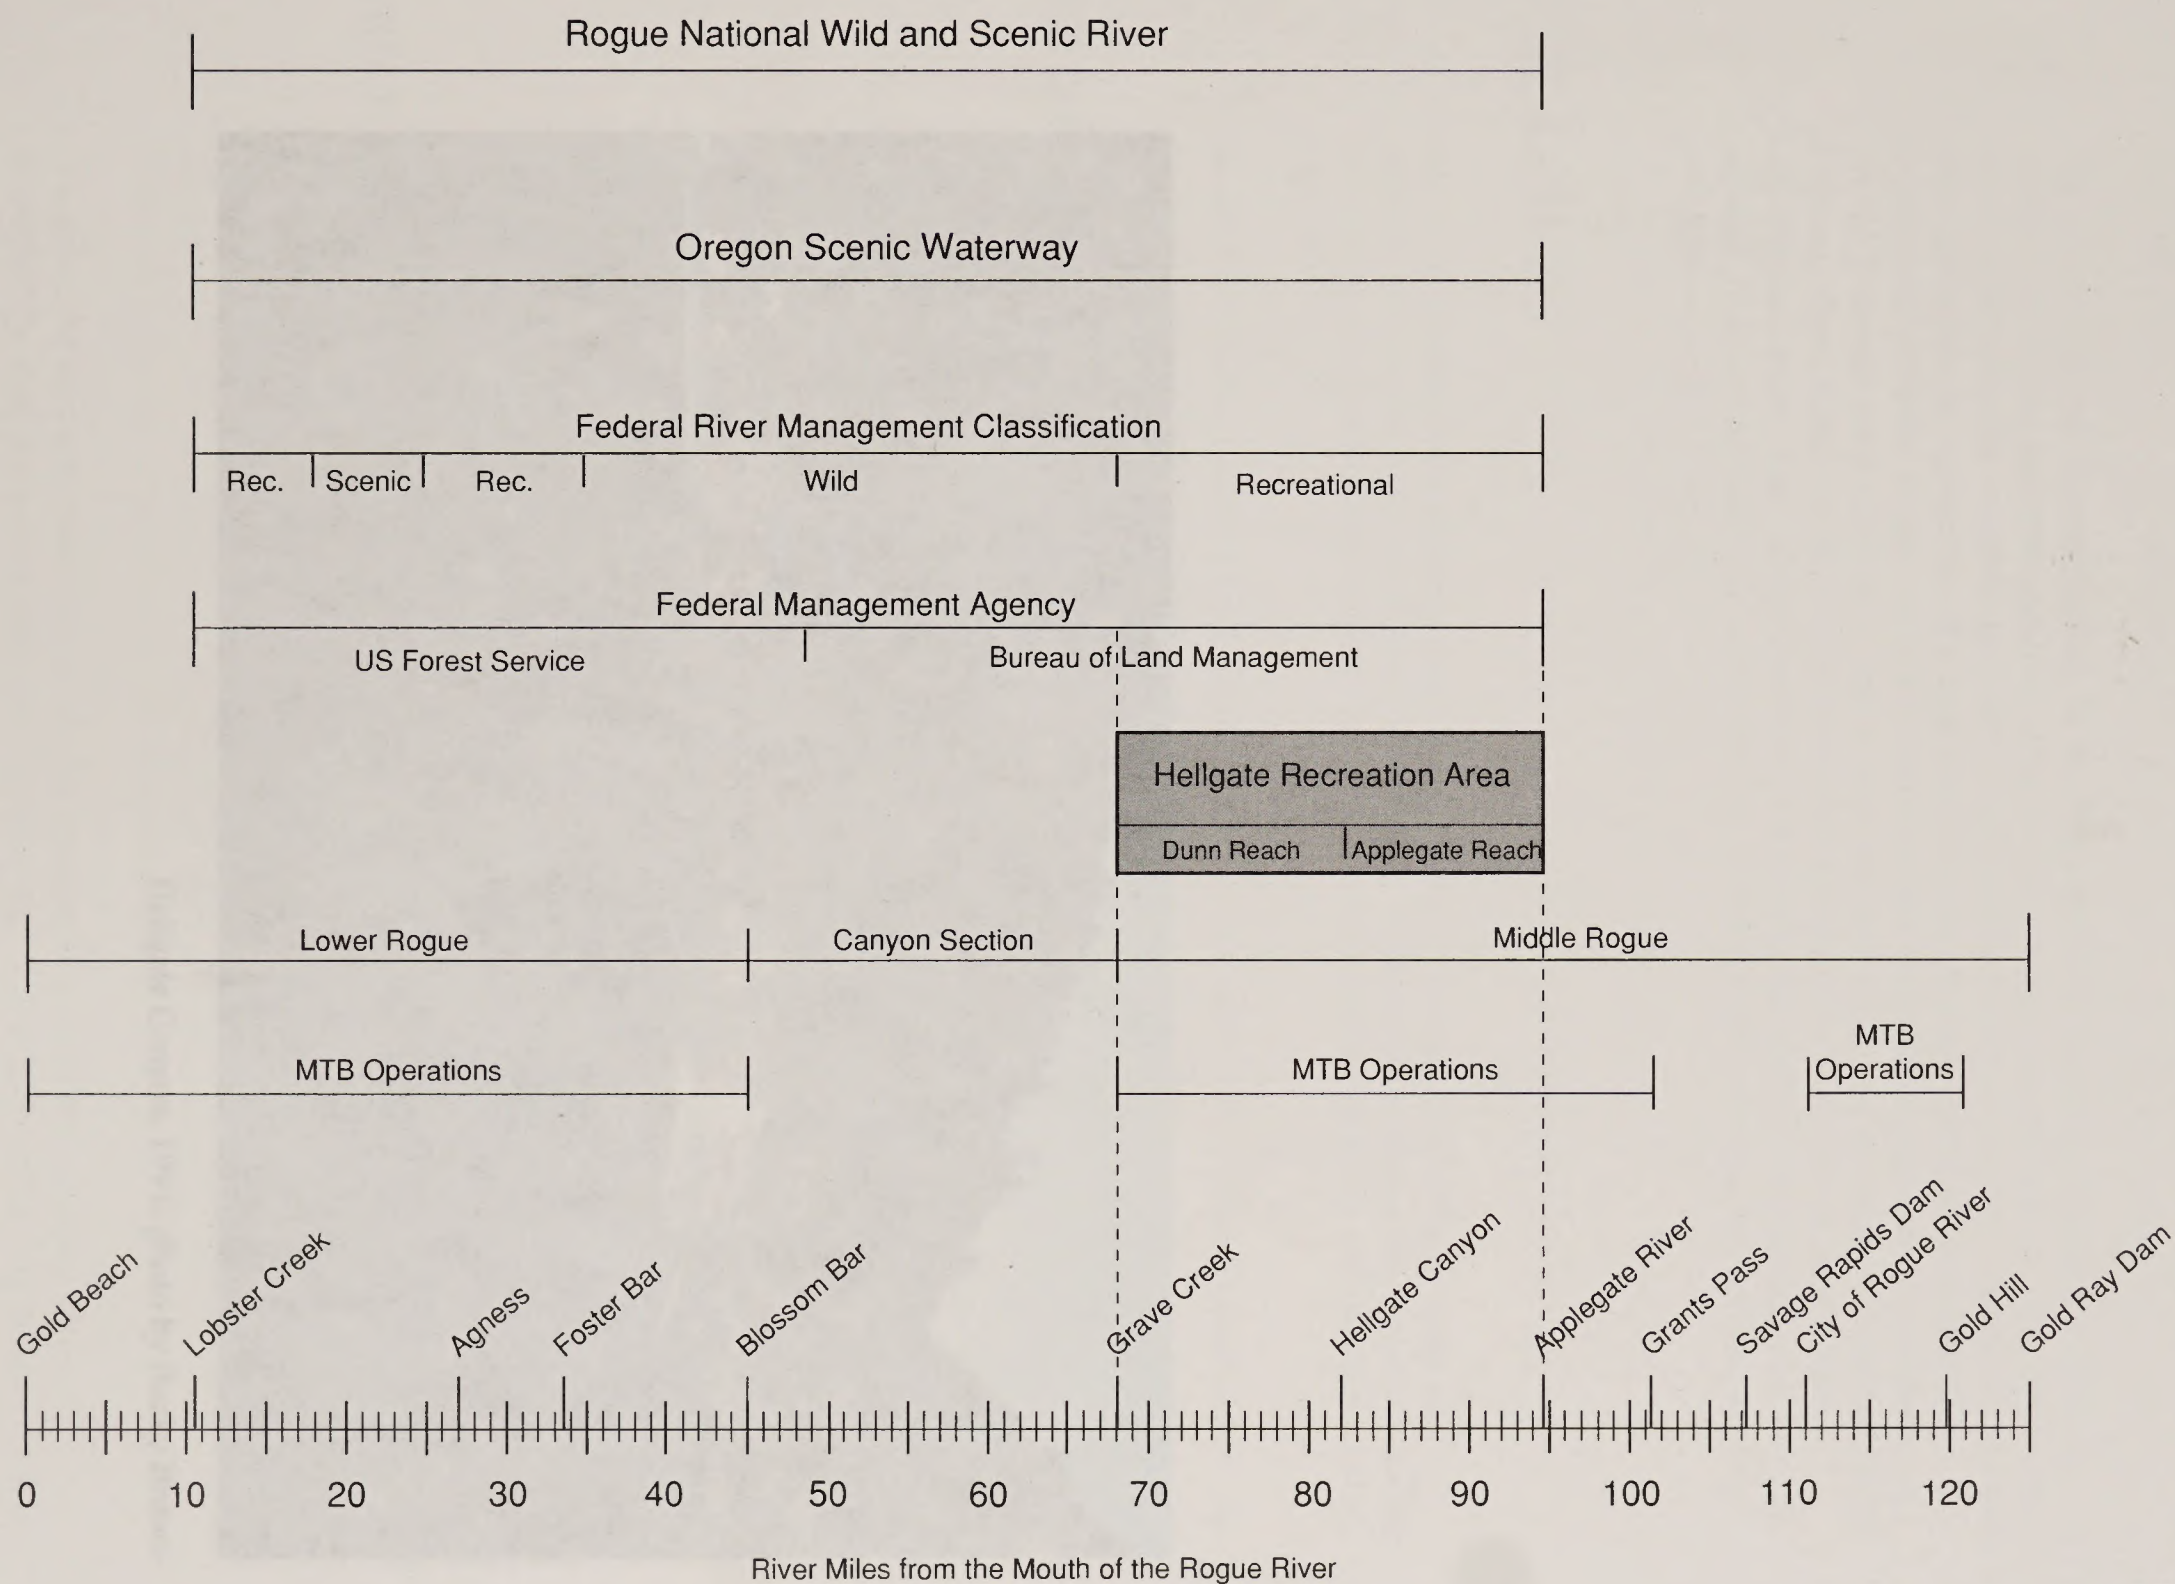 Rogue National Wild and Scenic River
Oregon Scenic Waterway
Federal River Management Classification
Rec. Scenic Rec. Wild Recreational
Federal Management Agency
US Forest Service Bureau of Land Management
Hellgate Recreation Area
Dunn Reach Applegate Reach
Lower Rogue Canyon Section Middle Rogue
MTB Operations MTB Operations MTB
Operations
Gold Beach
Lobster Creek
Agness
Foster Bar
Blossom Bar
Grave Creek
Hellgate Canyon
Applegate River
Grants Pass
Savage Rapids Dam
City of Rogue River
Gold Hill
Gold Ray Dam
0 10 20 30 40 50 60 70 80 90 100 110 120
River Miles from the Mouth of the Rogue River